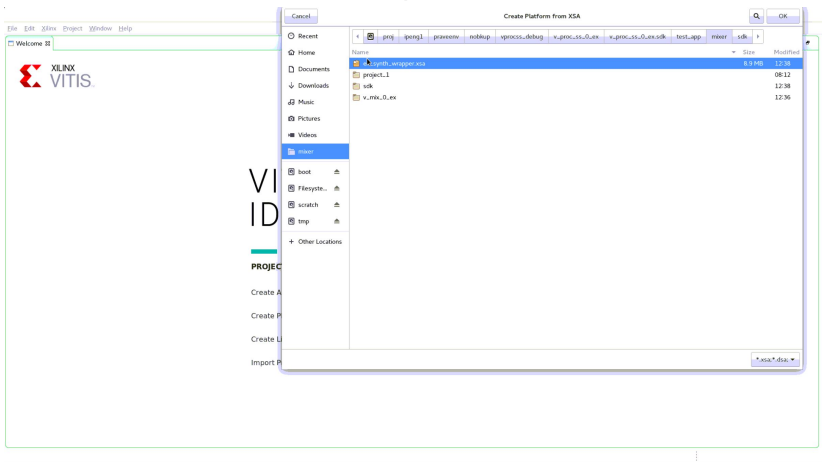 Cancel
Create Platform from XSA
OK
File Edit Xilinx Project Window Help
Welcome
XILINX
VITIS
VI
ID
PROJEC
Create A
Create P
Create Li
Import P
Recent
Home
Documents
Downloads
Music
Pictures
Videos
mixer
boot
Filesyste...
scratch
tmp
+ Other Locations
proj ipeng1 praveenv nobkup vprocss_debug v_proc_ss_0_ex v_proc_ss_0_ex.sdk test_app mixer sdk
Name Size Modified
synth_wrapper.xsa 8.9 MB 12:38
project_1 08:12
sdk 12:38
v_mix_0_ex 12:36
*.xsa;*.dsa;